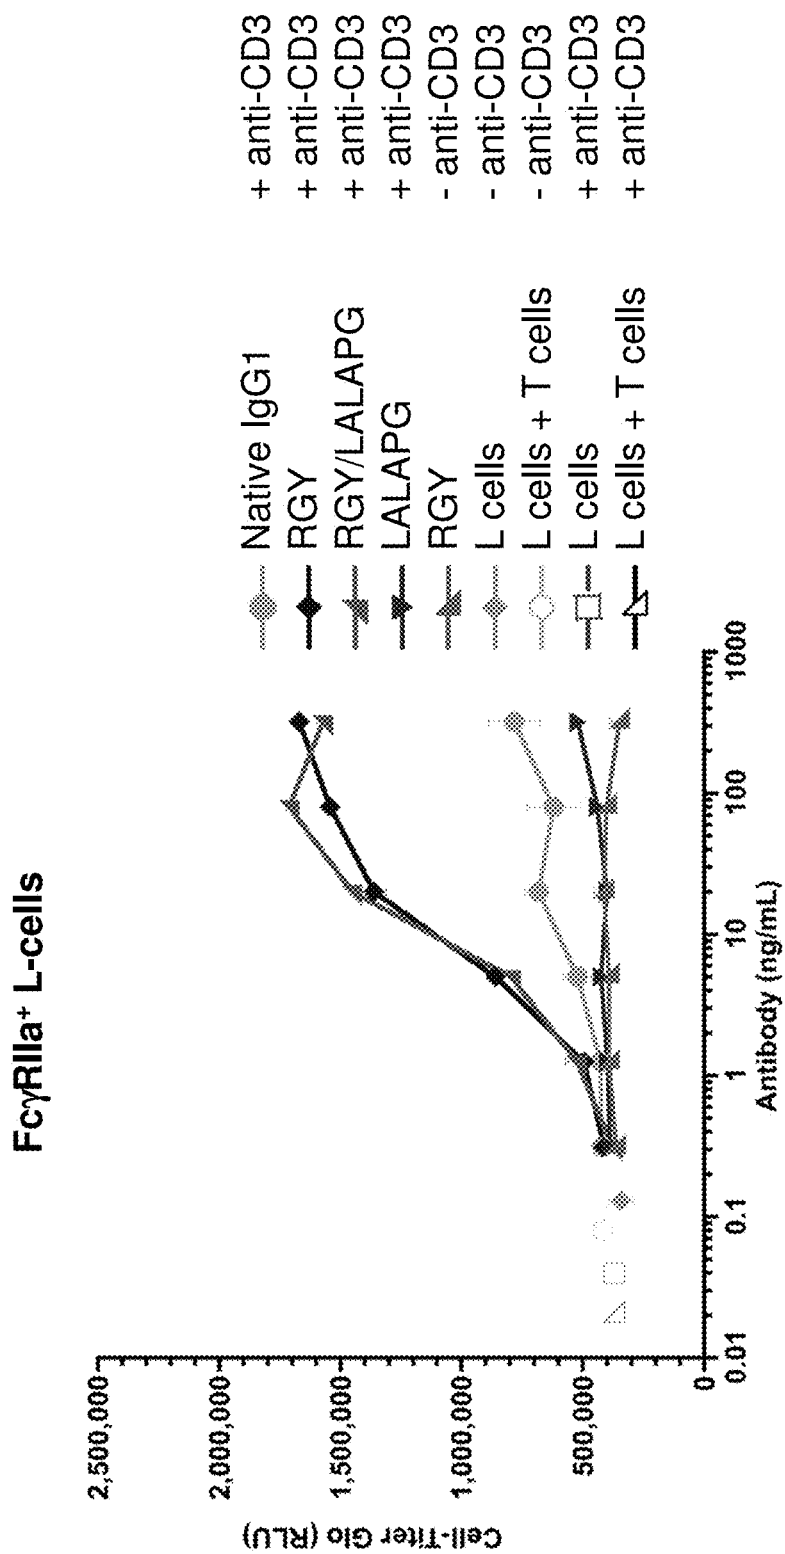 FcγRIIa⁺ L-cells
Cell-Titer Glo (RLU)
2,500,000
2,000,000
1,500,000
1,000,000
500,000
0
0.01
0.1
1
10
100
1000
Antibody (ng/mL)
Native IgG1 + anti-CD3
RGY + anti-CD3
RGY/LALAPG + anti-CD3
LALAPG + anti-CD3
RGY - anti-CD3
L cells - anti-CD3
L cells + T cells - anti-CD3
L cells + anti-CD3
L cells + T cells + anti-CD3